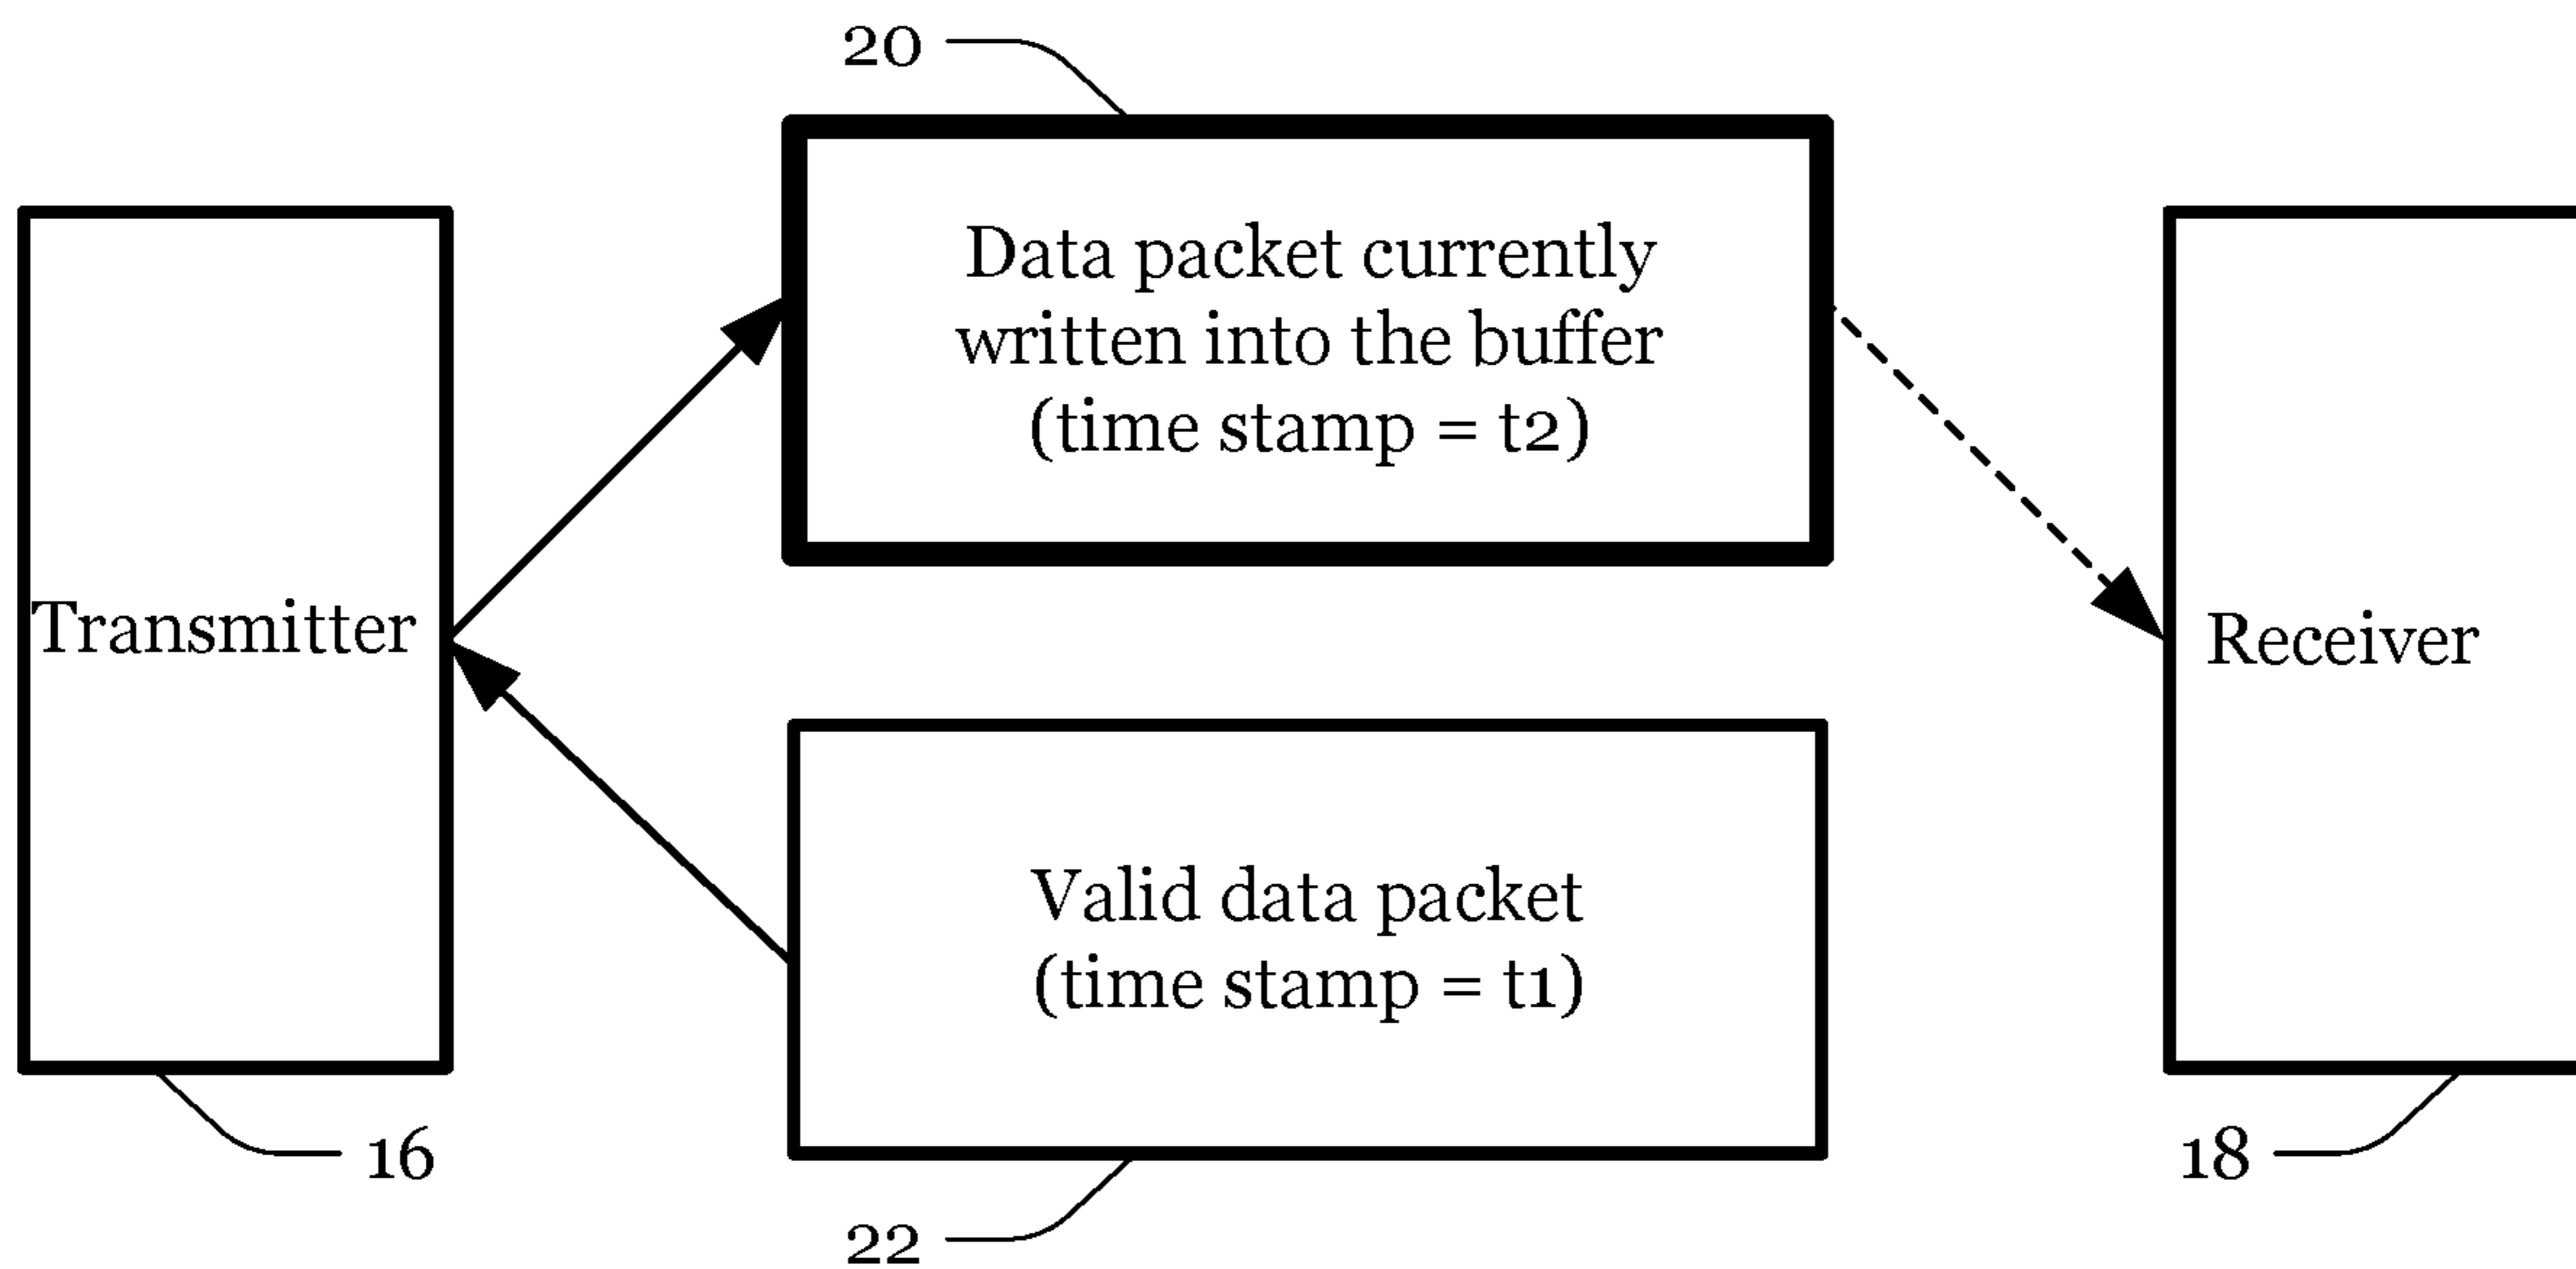 20
Data packet currently
written into the buffer
(time stamp = t2)
Transmitter
Receiver
Valid data packet
(time stamp = t1)
16
18
22